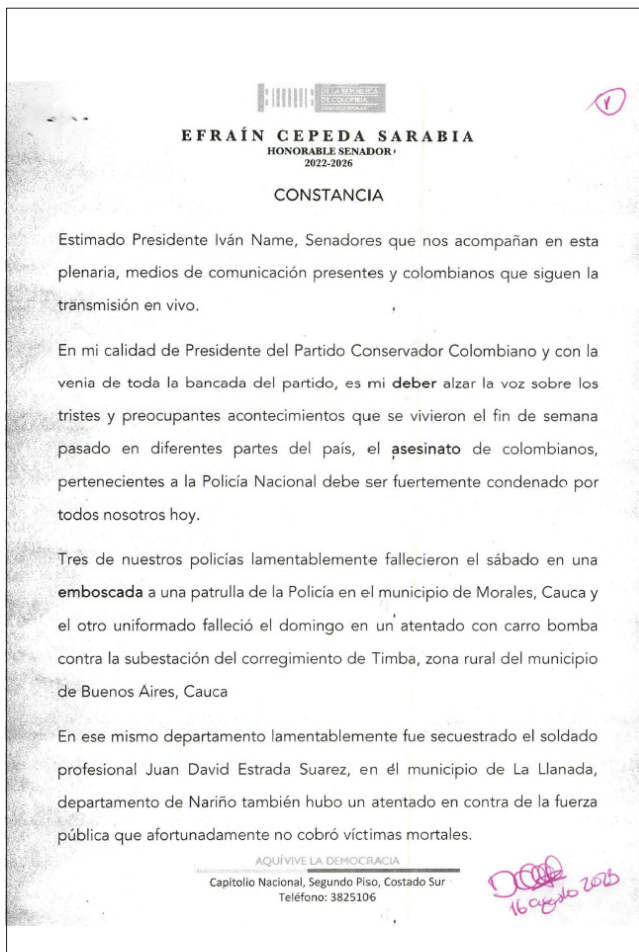 DE LA REPÚBLICA
DE COLOMBIA
1
EFRAÍN CEPEDA SARABIA
HONORABLE SENADOR
2022-2026
CONSTANCIA
Estimado Presidente Iván Name, Senadores que nos acompañan en esta
plenaria, medios de comunicación presentes y colombianos que siguen la
transmisión en vivo.
En mi calidad de Presidente del Partido Conservador Colombiano y con la
venia de toda la bancada del partido, es mi deber alzar la voz sobre los
tristes y preocupantes acontecimientos que se vivieron el fin de semana
pasado en diferentes partes del país, el asesinato de colombianos,
pertenecientes a la Policía Nacional debe ser fuertemente condenado por
todos nosotros hoy.
Tres de nuestros policías lamentablemente fallecieron el sábado en una
emboscada a una patrulla de la Policía en el municipio de Morales, Cauca y
el otro uniformado falleció el domingo en un atentado con carro bomba
contra la subestación del corregimiento de Timba, zona rural del municipio
de Buenos Aires, Cauca
En ese mismo departamento lamentablemente fue secuestrado el soldado
profesional Juan David Estrada Suarez, en él municipio de La Llanada,
departamento de Nariño también hubo un atentado en contra de la fuerza
pública que afortunadamente no cobró víctimas mortales.
AQUÍ VIVE LA DEMOCRACIA
Capitolio Nacional, Segundo Piso, Costado Sur
Teléfono: 3825106
16 agosto 2023